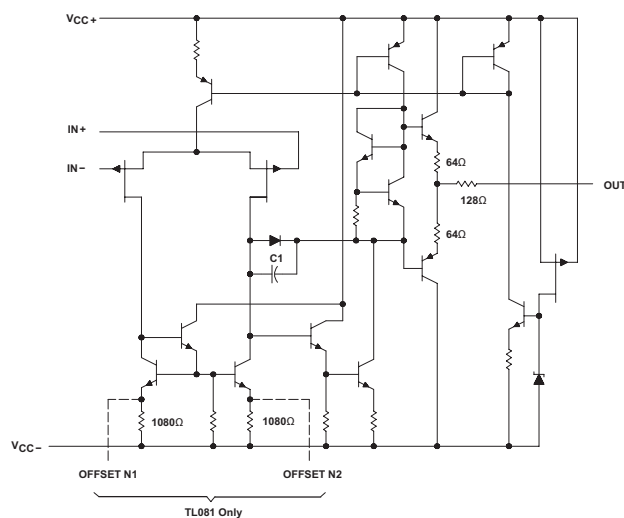 VCC+
IN+
IN−
64Ω
128Ω
OUT
64Ω
C1
1080Ω
1080Ω
VCC−
OFFSET N1
OFFSET N2
TL081 Only